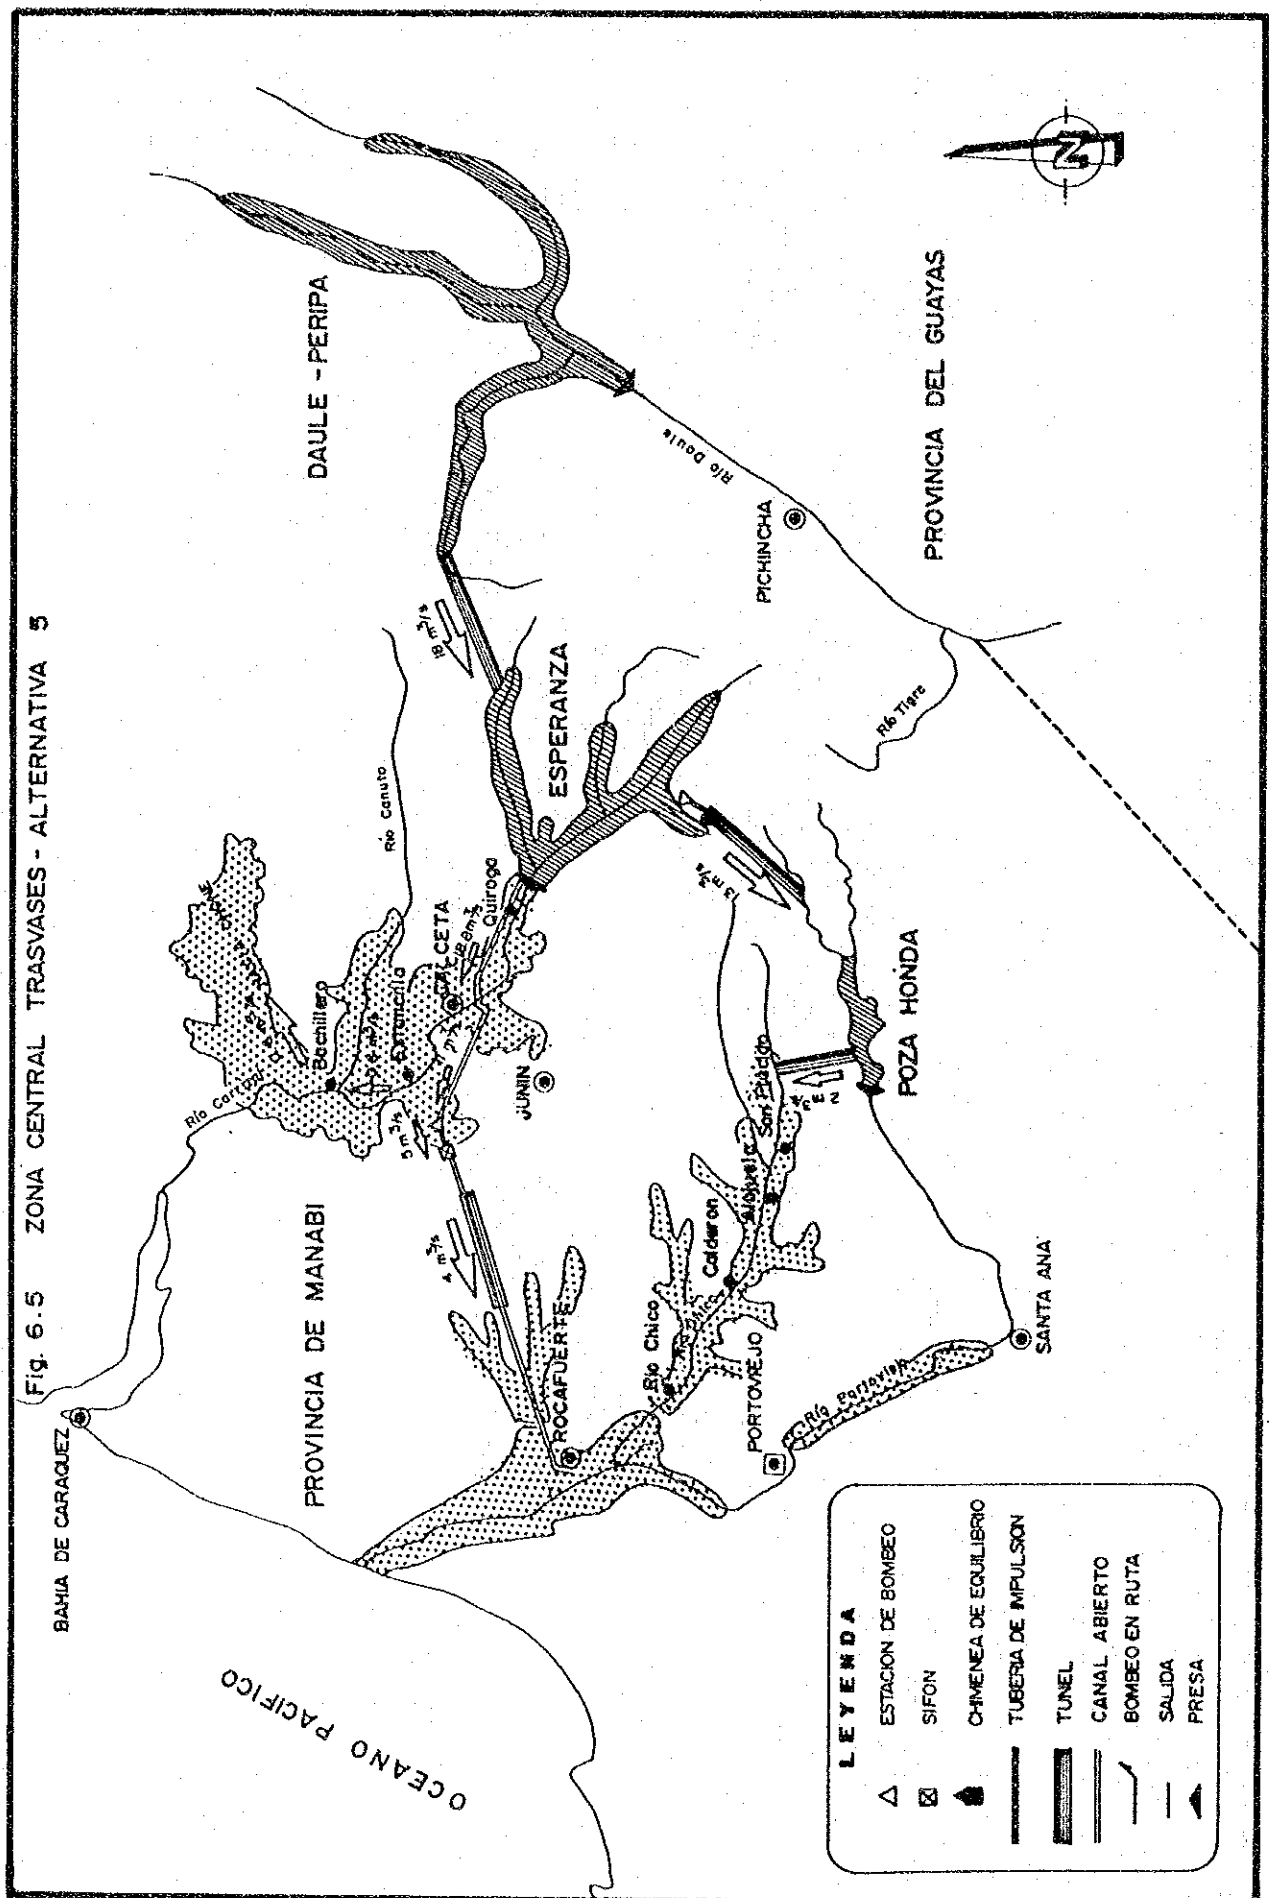 Fig. 6.5 ZONA CENTRAL TRASVASES - ALTERNATIVA 5
BAHIA DE CARAQUEZ
OCEANO PACIFICO
PROVINCIA DE MANABI
DAULE - PERIPA
Río Canuto
Bachillero
Río Carrizal
6 m³/s
5 m³/s
4 m³/s
18 m³/s
Quiroga
ESPERANZA
JUNIN
ROCAFUERTE
Río Chico
Calderon
Alajuela
San Placido
PORTOVIEJO
Río Portoviejo
SANTA ANA
POZA HONDA
13 m³/s
Río Daule
PICHINCHA
Río Tigre
PROVINCIA DEL GUAYAS
N
LEYENDA
ESTACION DE BOMBEO
SIFON
CHIMENEA DE EQUILIBRIO
TUBERIA DE IMPULSION
TUNEL
CANAL ABIERTO
BOMBEO EN RUTA
SALIDA
PRESA